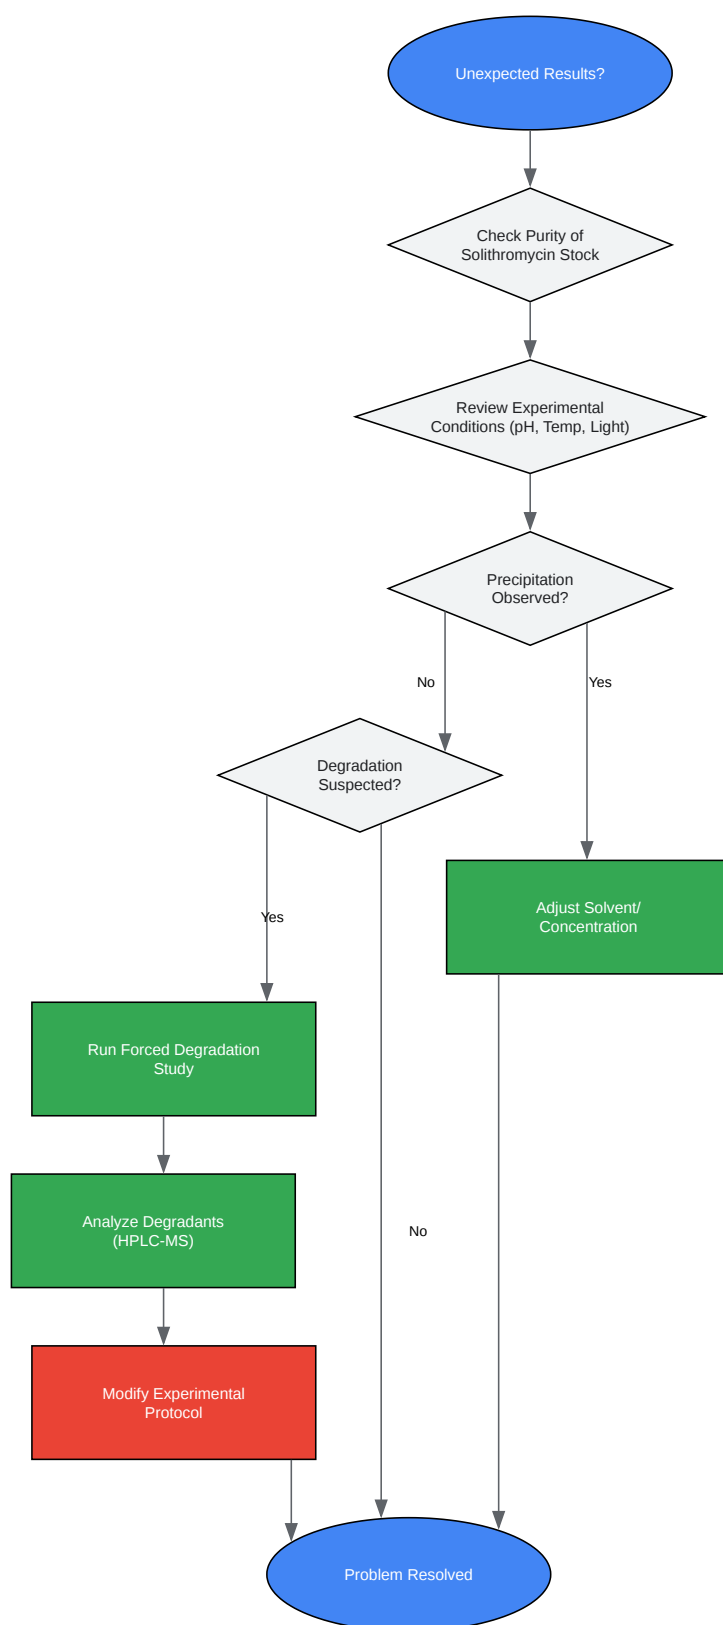 Unexpected Results?
Check Purity of
Solithromycin Stock
Review Experimental
Conditions (pH, Temp, Light)
Precipitation
Observed?
No
Yes
Degradation
Suspected?
Adjust Solvent/
Concentration
Yes
Run Forced Degradation
Study
Analyze Degradants
(HPLC-MS)
No
Modify Experimental
Protocol
Problem Resolved